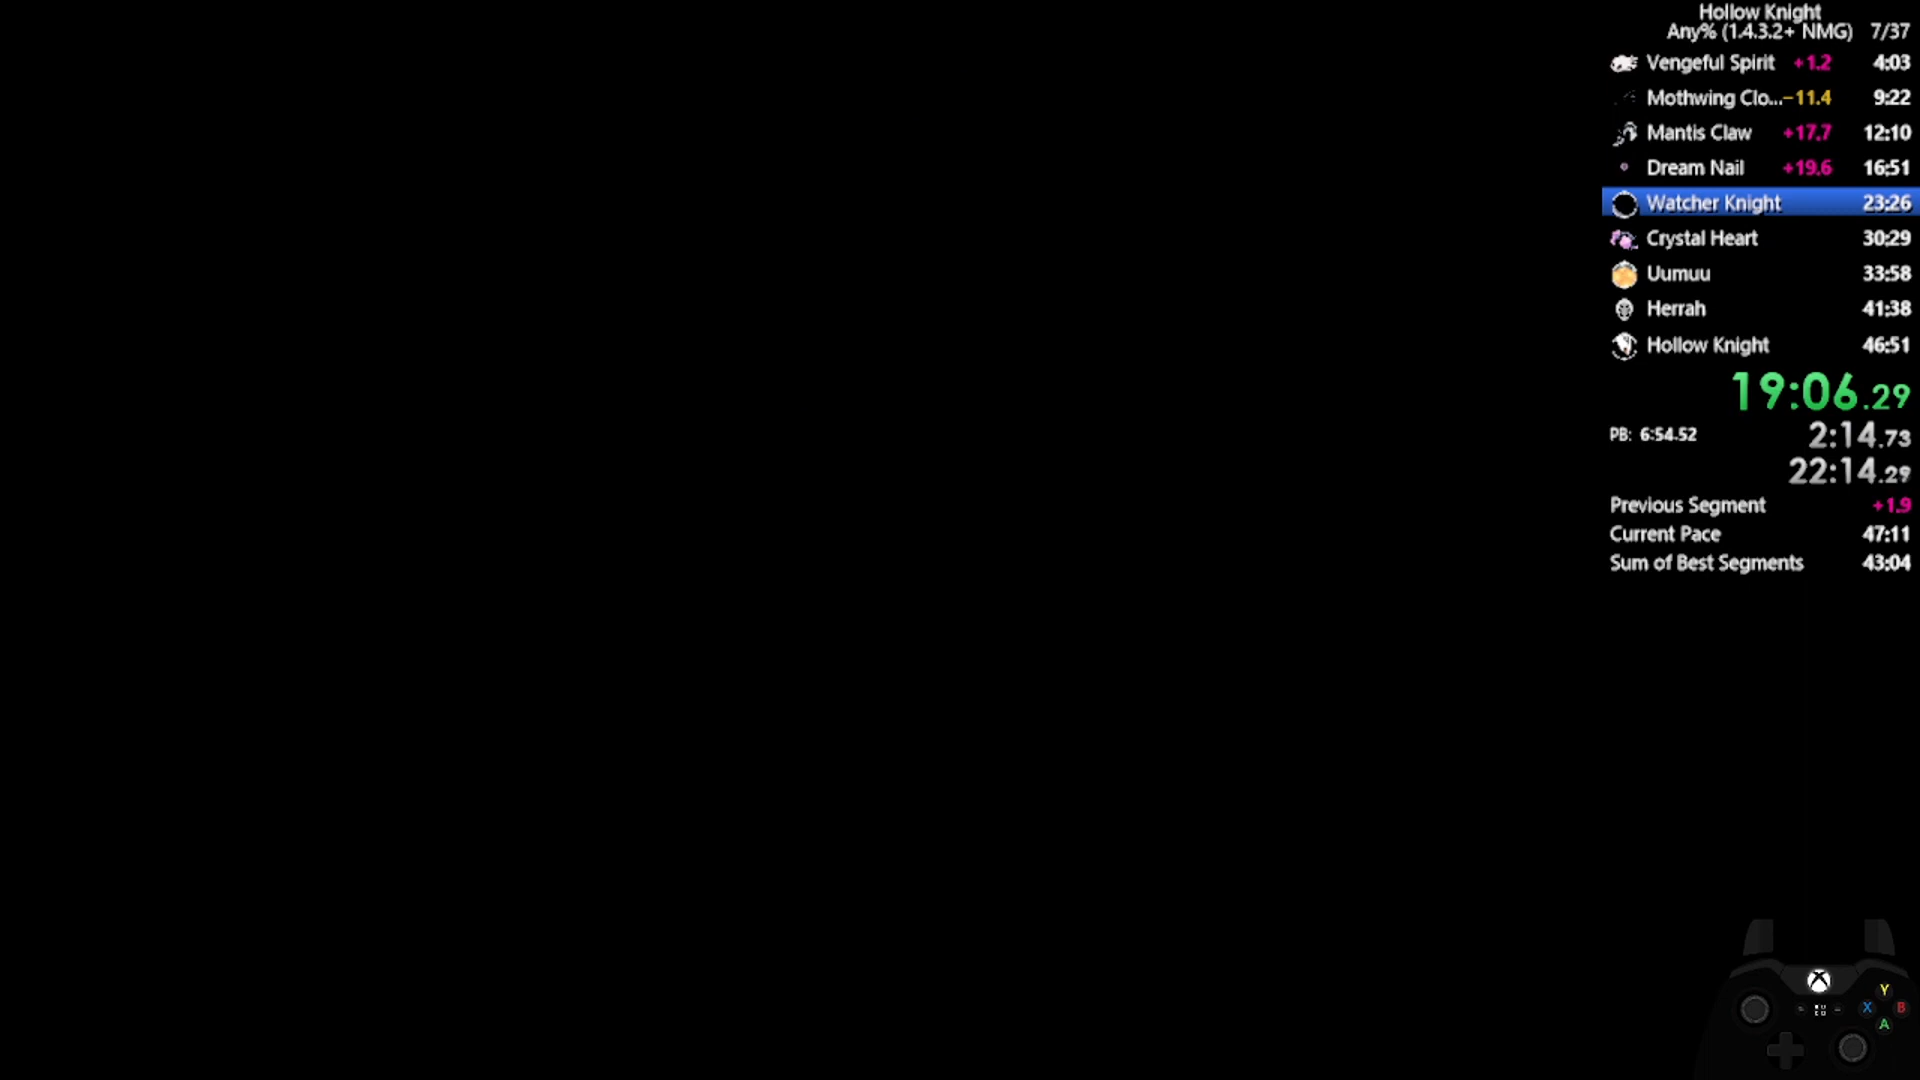 Hollow Knight
Any% (1.4.3.2+ NMG) 7/37
Vengeful Spirit +1.2 4:03
Mothwing Clo... -11.4 9:22
Mantis Claw +17.7 12:10
Dream Nail +19.6 16:51
Watcher Knight 23:26
Crystal Heart 30:29
Uumuu 33:58
Herrah 41:38
Hollow Knight 46:51
19:06.29
PB: 6:54.52 2:14.73
22:14.29
Previous Segment +1.9
Current Pace 47:11
Sum of Best Segments 43:04
Y
X B
A